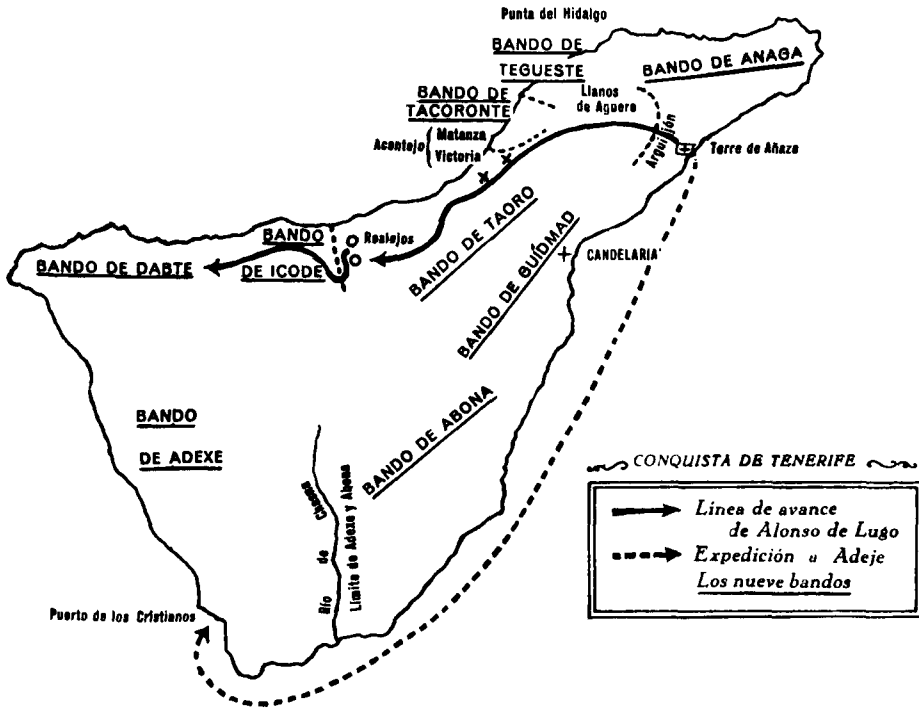 Punta del Hidalgo
BANDO DE
TEGUESTE
BANDO DE ANAGA
BANDO DE
TACORONTE
Llanos
de Aguere
Acentejo { Matanza
Victoria
Arguijón
Torre de Añaza
BANDO
DE ICODE
Realejos
BANDO DE DABTE
BANDO DE TAORO
BANDO DE GUÍDMAD
CANDELARIA
BANDO
DE ADEXE
BANDO DE ABONA
Río de Chasna
Límite de Adexe y Abona
Puerto de los Cristianos
CONQUISTA DE TENERIFE
Línea de avance
de Alonso de Lugo
Expedición a Adeje
Los nueve bandos